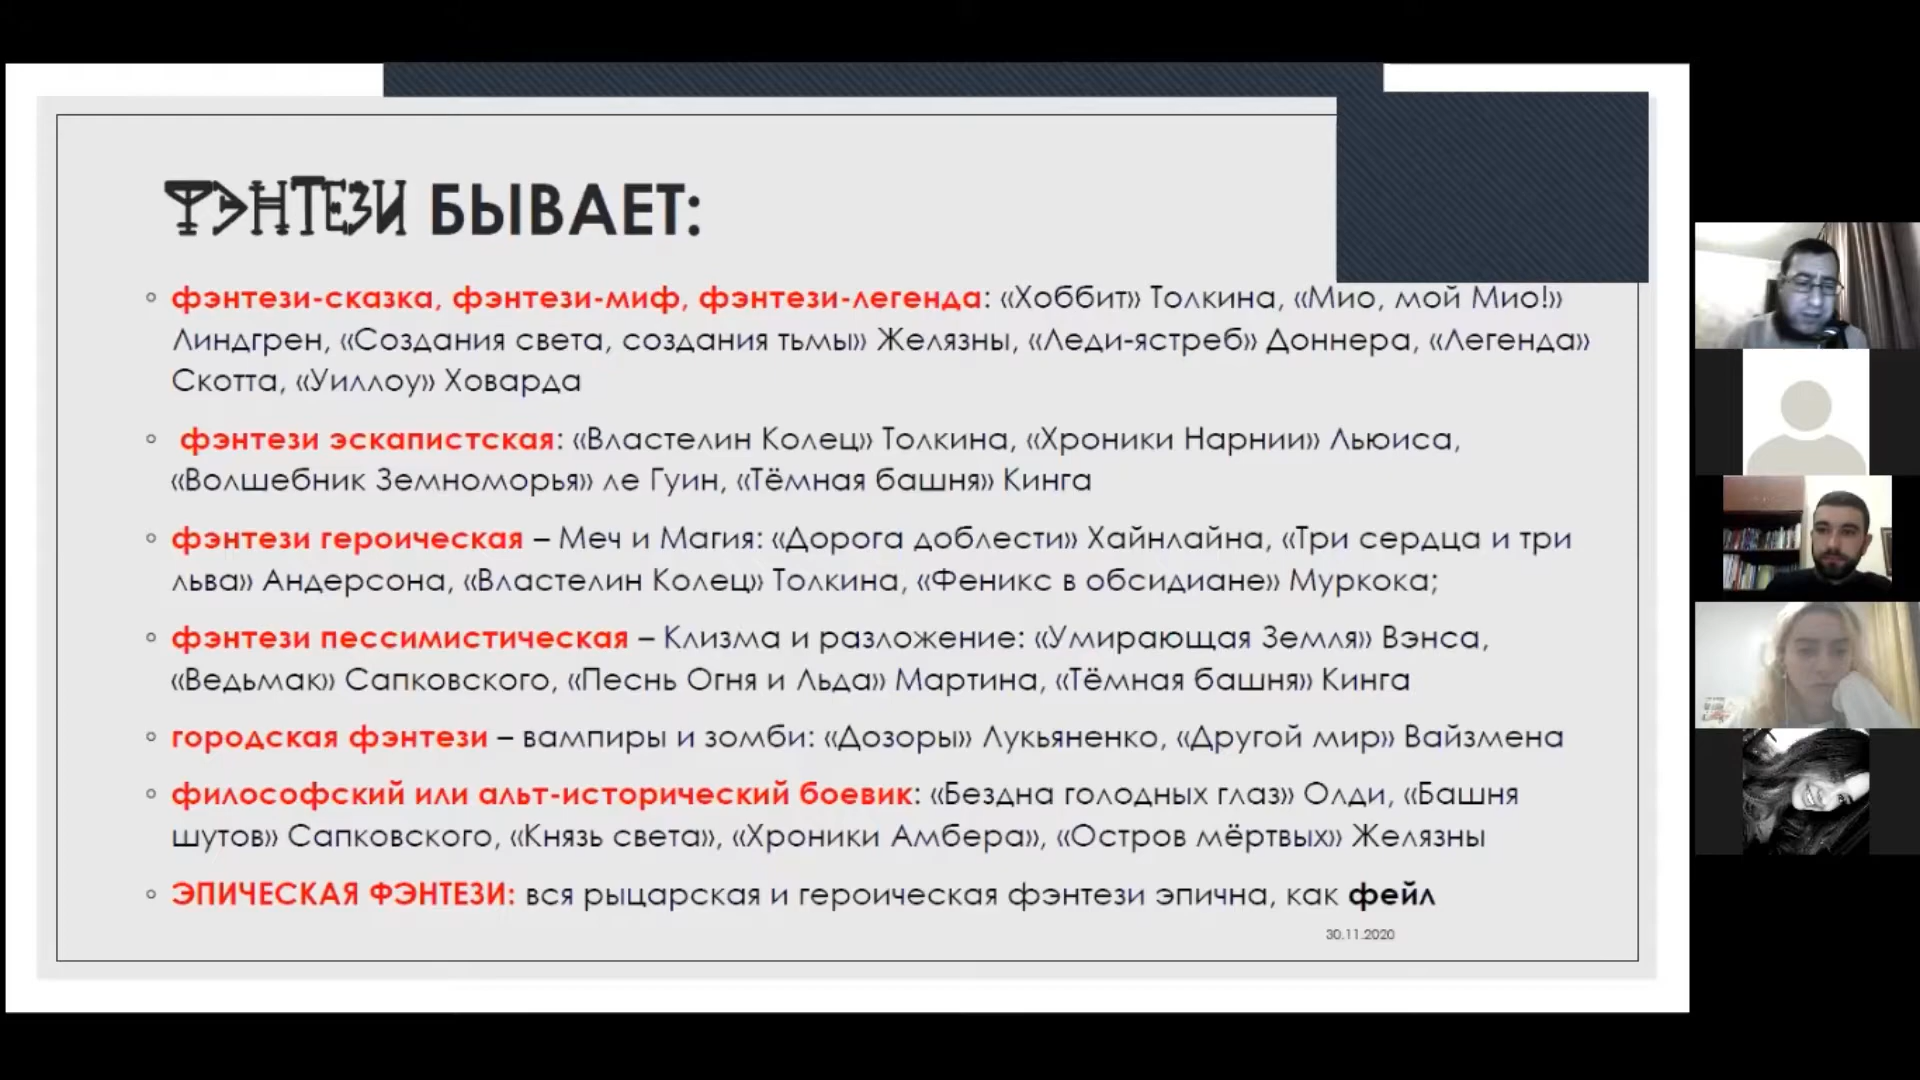 ФЭНТЕЗИ БЫВАЕТ:
фэнтези-сказка, фэнтези-миф, фэнтези-легенда: «Хоббит» Толкина, «Мио, мой Мио!»
Линдгрен, «Создания света, создания тьмы» Желязны, «Леди-ястреб» Доннера, «Легенда»
Скотта, «Уиллоу» Ховарда
фэнтези эскапистская: «Властелин Колец» Толкина, «Хроники Нарнии» Льюиса,
«Волшебник Земноморья» ле Гуин, «Тёмная башня» Кинга
фэнтези героическая – Меч и Магия: «Дорога доблести» Хайнлайна, «Три сердца и три
льва» Андерсона, «Властелин Колец» Толкина, «Феникс в обсидиане» Муркока;
фэнтези пессимистическая – Клизма и разложение: «Умирающая Земля» Вэнса,
«Ведьмак» Сапковского, «Песнь Огня и Льда» Мартина, «Тёмная башня» Кинга
городская фэнтези – вампиры и зомби: «Дозоры» Лукьяненко, «Другой мир» Вайзмена
философский или альт-исторический боевик: «Бездна голодных глаз» Олди, «Башня
шутов» Сапковского, «Князь света», «Хроники Амбера», «Остров мёртвых» Желязны
ЭПИЧЕСКАЯ ФЭНТЕЗИ: вся рыцарская и героическая фэнтези эпична, как фейл
30.11.2020